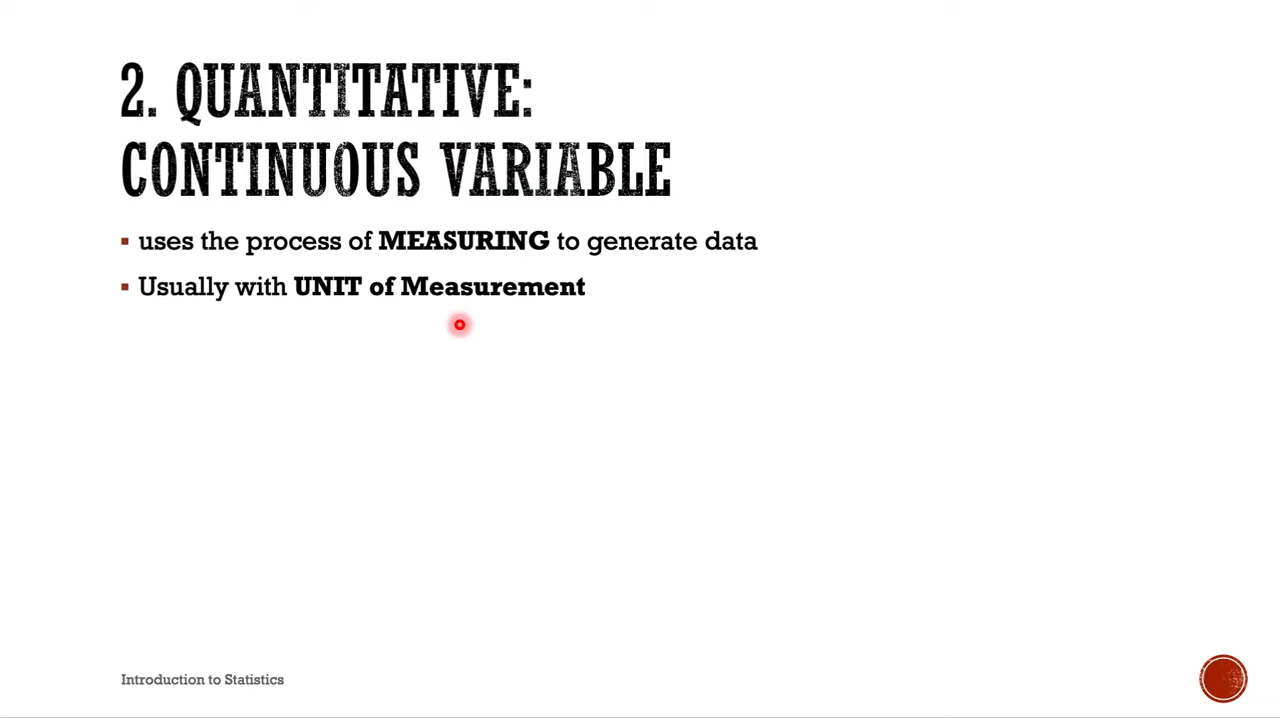 2. QUANTITATIVE:
CONTINUOUS VARIABLE
uses the process of MEASURING to generate data
Usually with UNIT of Measurement
Introduction to Statistics